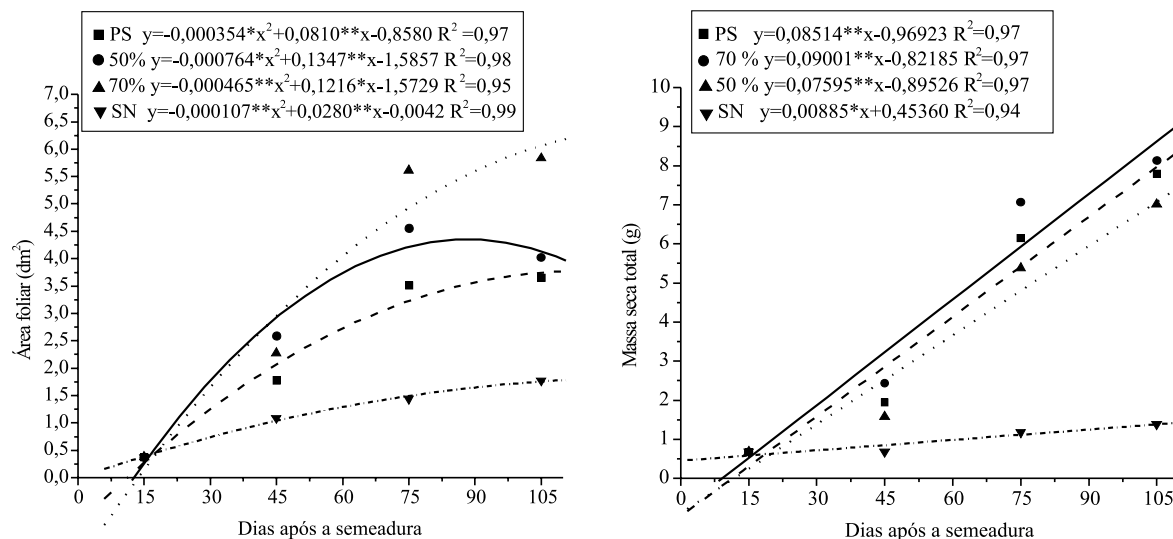 PS y=-0,000354*x²+0,0810**x-0,8580 R²=0,97
50% y=-0,000764*x²+0,1347**x-1,5857 R²=0,98
70% y=-0,000465**x²+0,1216*x-1,5729 R²=0,95
SN y=-0,000107**x²+0,0280**x-0,0042 R²=0,99
7,0
6,5
6,0
5,5
5,0
4,5
4,0
3,5
3,0
2,5
2,0
1,5
1,0
0,5
0
Área foliar (dm²)
0 15 30 45 60 75 90 105
Dias após a semeadura
PS y=0,08514**x-0,96923 R²=0,97
70 % y=0,09001**x-0,82185 R²=0,97
50 % y=0,07595**x-0,89526 R²=0,97
SN y=0,00885*x+0,45360 R²=0,94
10
9
8
7
6
5
4
3
2
1
0
Massa seca total (g)
0 15 30 45 60 75 90 105
Dias após a semeadura